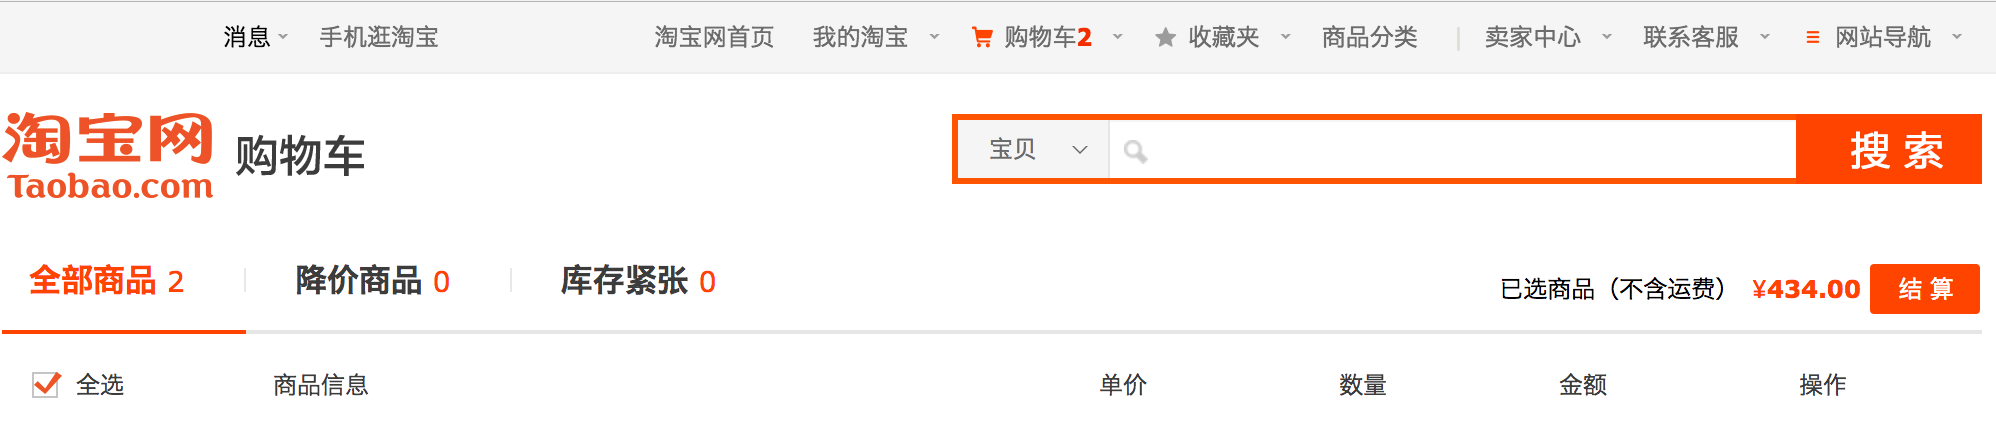 消息 手机逛淘宝 淘宝网首页 我的淘宝 购物车2 收藏夹 商品分类 卖家中心 联系客服 网站导航
淘宝网
Taobao.com
购物车
宝贝 搜 索
全部商品 2 降价商品 0 库存紧张 0
已选商品（不含运费） ¥434.00 结 算
全选 商品信息 单价 数量 金额 操作